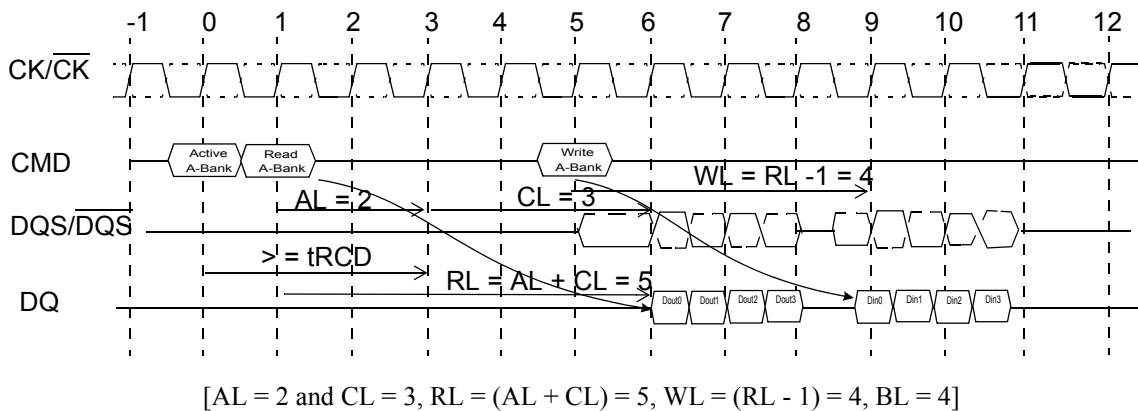 -1 0 1 2 3 4 5 6 7 8 9 10 11 12
CK/CK
CMD
Active
A-Bank
Read
A-Bank
Write
A-Bank
WL = RL -1 = 4
AL = 2
CL = 3
DQS/DQS
> = tRCD
RL = AL + CL = 5
DQ
Dout0 Dout1 Dout2 Dout3
Din0 Din1 Din2 Din3
[AL = 2 and CL = 3, RL = (AL + CL) = 5, WL = (RL - 1) = 4, BL = 4]